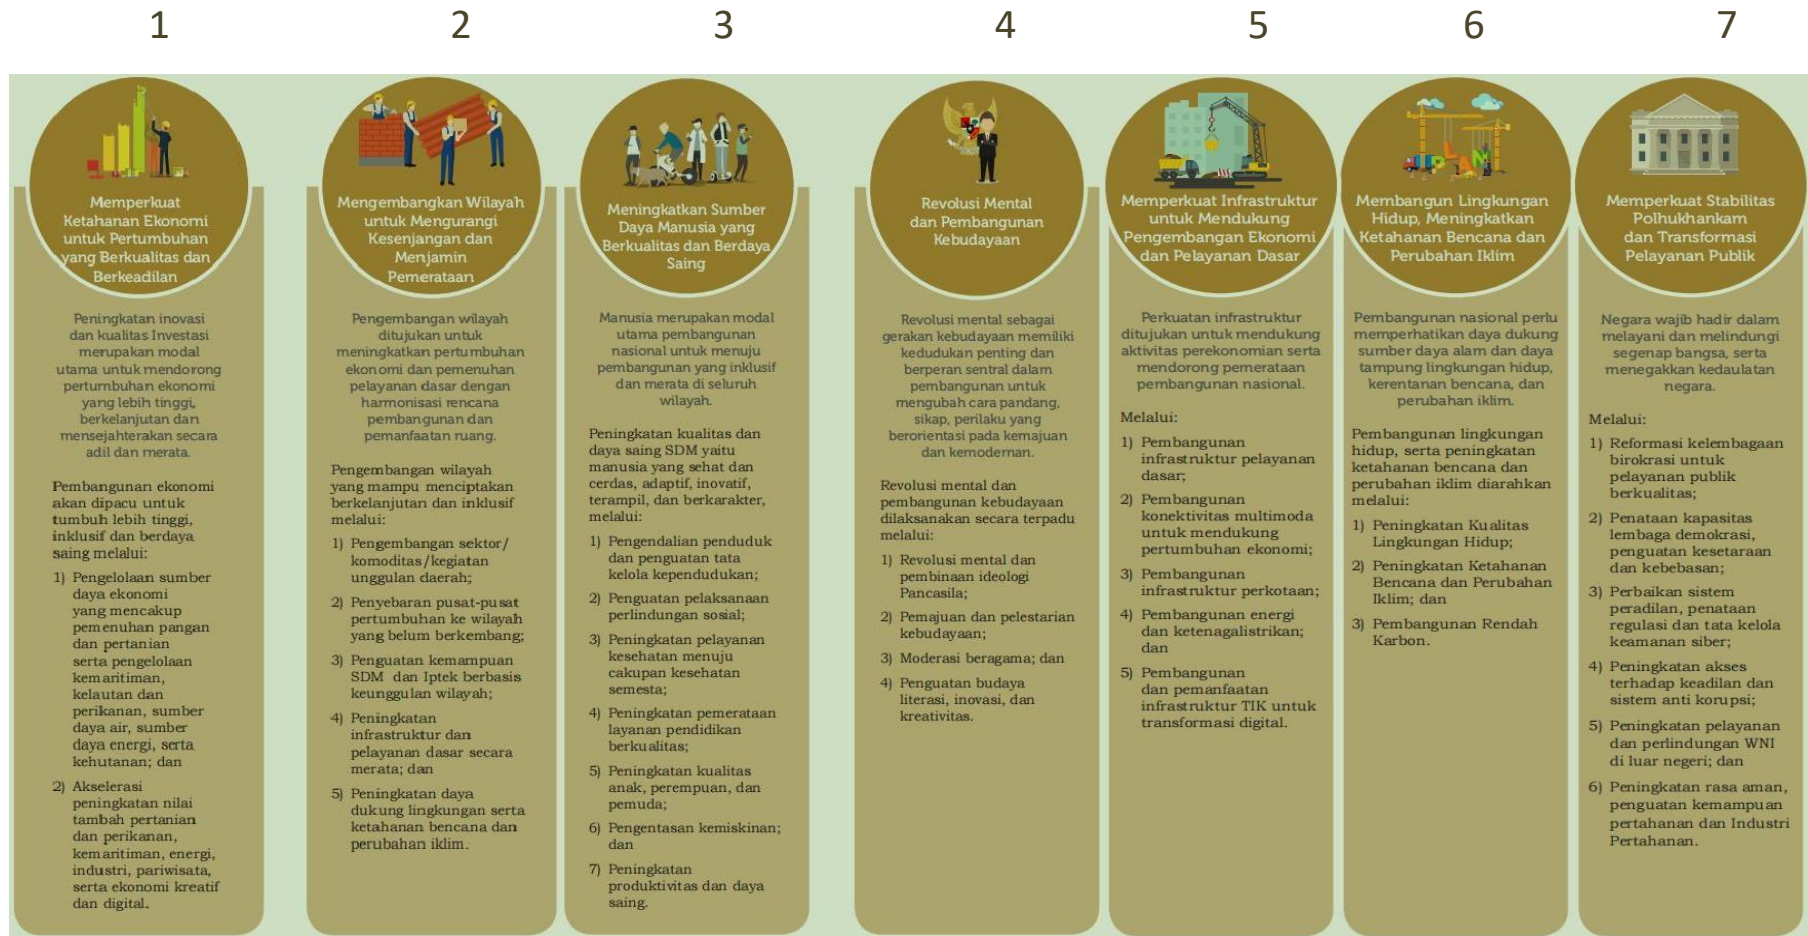 1
2
3
4
5
6
7
Memperkuat
Ketahanan Ekonomi
untuk Pertumbuhan
yang Berkualitas dan
Berkeadilan
Peningkatan inovasi
dan kualitas Investasi
merupakan modal
utama untuk mendorong
pertumbuhan ekonomi
yang lebih tinggi,
berkelanjutan dan
mensejahterakan secara
adil dan merata.
Pembangunan ekonomi
akan dipacu untuk
tumbuh lebih tinggi,
inklusif dan berdaya
saing melalui:
1) Pengelolaan sumber
daya ekonomi
yang mencakup
pemenuhan pangan
dan pertanian
serta pengelolaan
kemaritiman,
kelautan dan
perikanan, sumber
daya air, sumber
daya energi, serta
kehutanan; dan
2) Akselerasi
peningkatan nilai
tambah pertanian
dan perikanan,
kemaritiman, energi,
industri, pariwisata,
serta ekonomi kreatif
dan digital.
Mengembangkan Wilayah
untuk Mengurangi
Kesenjangan dan
Menjamin
Pemerataan
Pengembangan wilayah
ditujukan untuk
meningkatkan pertumbuhan
ekonomi dan pemenuhan
pelayanan dasar dengan
harmonisasi rencana
pembangunan dan
pemanfaatan ruang.
Pengembangan wilayah
yang mampu menciptakan
berkelanjutan dan inklusif
melalui:
1) Pengembangan sektor/
komoditas/kegiatan
unggulan daerah;
2) Penyebaran pusat-pusat
pertumbuhan ke wilayah
yang belum berkembang;
3) Penguatan kemampuan
SDM dan Iptek berbasis
keunggulan wilayah;
4) Peningkatan
infrastruktur dan
pelayanan dasar secara
merata; dan
5) Peningkatan daya
dukung lingkungan serta
ketahanan bencana dan
perubahan iklim.
Meningkatkan Sumber
Daya Manusia yang
Berkualitas dan Berdaya
Saing
Manusia merupakan modal
utama pembangunan
nasional untuk menuju
pembangunan yang inklusif
dan merata di seluruh
wilayah.
Peningkatan kualitas dan
daya saing SDM yaitu
manusia yang sehat dan
cerdas, adaptif, inovatif,
terampil, dan berkarakter,
melalui:
1) Pengendalian penduduk
dan penguatan tata
kelola kependudukan;
2) Penguatan pelaksanaan
perlindungan sosial;
3) Peningkatan pelayanan
kesehatan menuju
cakupan kesehatan
semesta;
4) Peningkatan pemerataan
layanan pendidikan
berkualitas;
5) Peningkatan kualitas
anak, perempuan, dan
pemuda;
6) Pengentasan kemiskinan;
dan
7) Peningkatan
produktivitas dan daya
saing.
Revolusi Mental
dan Pembangunan
Kebudayaan
Revolusi mental sebagai
gerakan kebudayaan memiliki
kedudukan penting dan
berperan sentral dalam
pembangunan untuk
mengubah cara pandang,
sikap, perilaku yang
berorientasi pada kemajuan
dan kemodernan.
Revolusi mental dan
pembangunan kebudayaan
dilaksanakan secara terpadu
melalui:
1) Revolusi mental dan
pembinaan ideologi
Pancasila;
2) Pemajuan dan pelestarian
kebudayaan;
3) Moderasi beragama; dan
4) Penguatan budaya
literasi, inovasi, dan
kreativitas.
Memperkuat Infrastruktur
untuk Mendukung
Pengembangan Ekonomi
dan Pelayanan Dasar
Perkuatan infrastruktur
ditujukan untuk mendukung
aktivitas perekonomian serta
mendorong pemerataan
pembangunan nasional.
Melalui:
1) Pembangunan
infrastruktur pelayanan
dasar;
2) Pembangunan
konektivitas multimoda
untuk mendukung
pertumbuhan ekonomi;
3) Pembangunan
infrastruktur perkotaan;
4) Pembangunan energi
dan ketenagalistrikan;
dan
5) Pembangunan
dan pemanfaatan
infrastruktur TIK untuk
transformasi digital.
PLAN
Membangun Lingkungan
Hidup, Meningkatkan
Ketahanan Bencana dan
Perubahan Iklim
Pembangunan nasional perlu
memperhatikan daya dukung
sumber daya alam dan daya
tampung lingkungan hidup,
kerentanan bencana, dan
perubahan iklim.
Pembangunan lingkungan
hidup, serta peningkatan
ketahanan bencana dan
perubahan iklim diarahkan
melalui:
1) Peningkatan Kualitas
Lingkungan Hidup;
2) Peningkatan Ketahanan
Bencana dan Perubahan
Iklim; dan
3) Pembangunan Rendah
Karbon.
Memperkuat Stabilitas
Polhukhankam
dan Transformasi
Pelayanan Publik
Negara wajib hadir dalam
melayani dan melindungi
segenap bangsa, serta
menegakkan kedaulatan
negara.
Melalui:
1) Reformasi kelembagaan
birokrasi untuk
pelayanan publik
berkualitas;
2) Penataan kapasitas
lembaga demokrasi,
penguatan kesetaraan
dan kebebasan;
3) Perbaikan sistem
peradilan, penataan
regulasi dan tata kelola
keamanan siber;
4) Peningkatan akses
terhadap keadilan dan
sistem anti korupsi;
5) Peningkatan pelayanan
dan perlindungan WNI
di luar negeri; dan
6) Peningkatan rasa aman,
penguatan kemampuan
pertahanan dan Industri
Pertahanan.